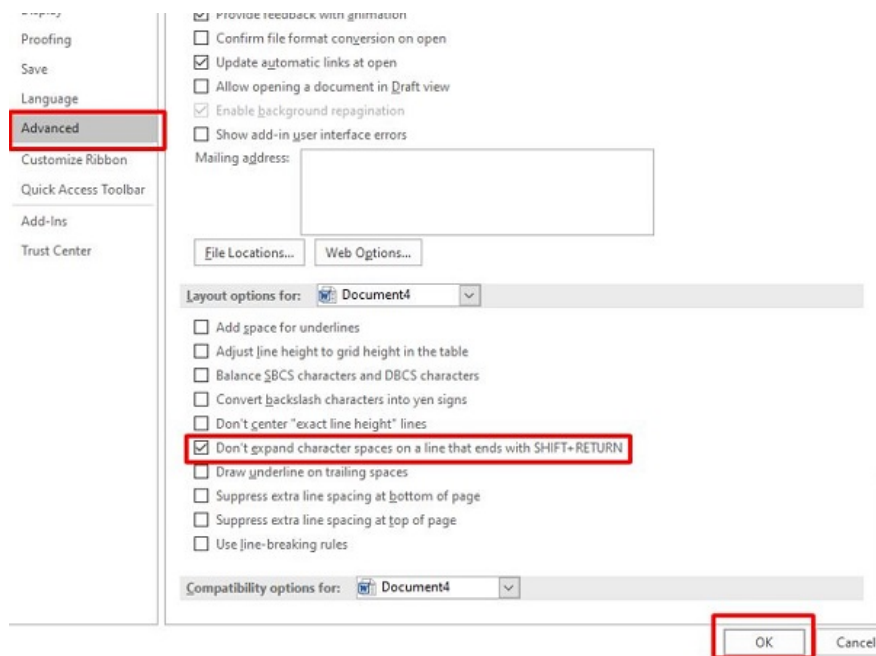 Display
Proofing
Save
Language
Advanced
Customize Ribbon
Quick Access Toolbar
Add-Ins
Trust Center
Provide feedback with animation
Confirm file format conversion on open
Update automatic links at open
Allow opening a document in Draft view
Enable background repagination
Show add-in user interface errors
Mailing address:
File Locations... Web Options...
Layout options for: Document4
Add space for underlines
Adjust line height to grid height in the table
Balance SBCS characters and DBCS characters
Convert backslash characters into yen signs
Don't center "exact line height" lines
Don't expand character spaces on a line that ends with SHIFT+RETURN
Draw underline on trailing spaces
Suppress extra line spacing at bottom of page
Suppress extra line spacing at top of page
Use line-breaking rules
Compatibility options for: Document4
OK Cancel